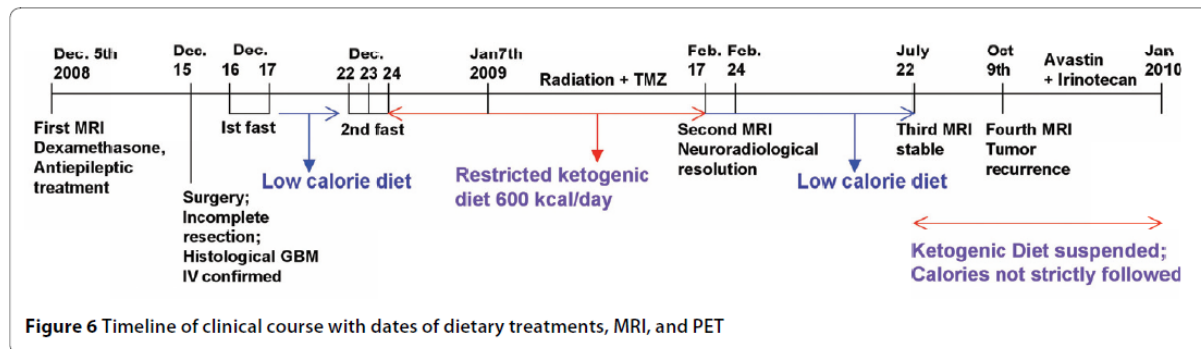 Dec. 5th
2008
Dec.
15
Dec.
16 17
Dec.
22 23 24
Jan7th
2009
Radiation + TMZ
Feb. Feb.
17 24
July
22
Oct
9th
Avastin
+ Irinotecan
Jan
2010
First MRI
Dexamethasone,
Antiepileptic
treatment
Ist fast
2nd fast
Second MRI
Neuroradiological
resolution
Third MRI
stable
Fourth MRI
Tumor
recurrence
Low calorie diet
Restricted ketogenic
diet 600 kcal/day
Low calorie diet
Surgery;
Incomplete
resection;
Histological GBM
IV confirmed
Ketogenic Diet suspended;
Calories not strictly followed
Figure 6 Timeline of clinical course with dates of dietary treatments, MRI, and PET